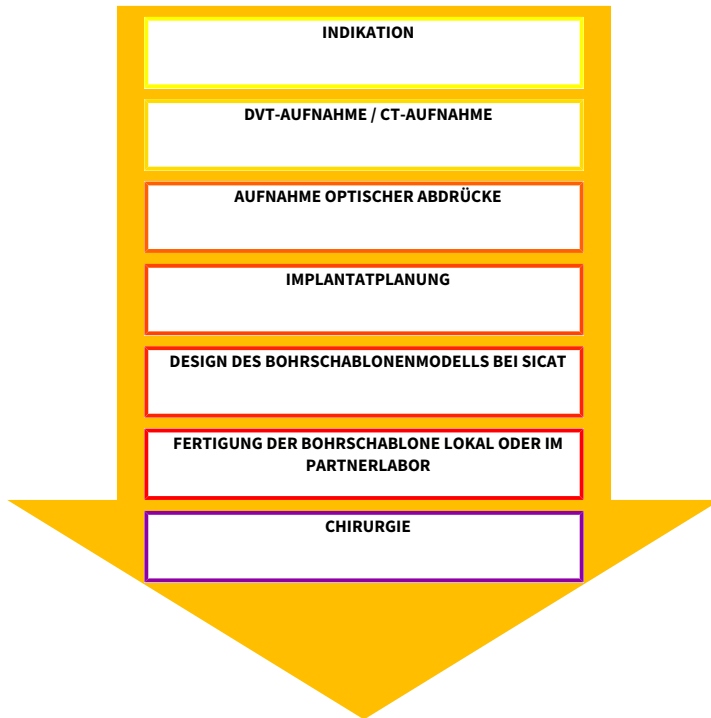 INDIKATION
DVT-AUFNAHME / CT-AUFNAHME
AUFNAHME OPTISCHER ABDRÜCKE
IMPLANTATPLANUNG
DESIGN DES BOHRSCHABLONENMODELLS BEI SICAT
FERTIGUNG DER BOHRSCHABLONE LOKAL ODER IM
PARTNERLABOR
CHIRURGIE